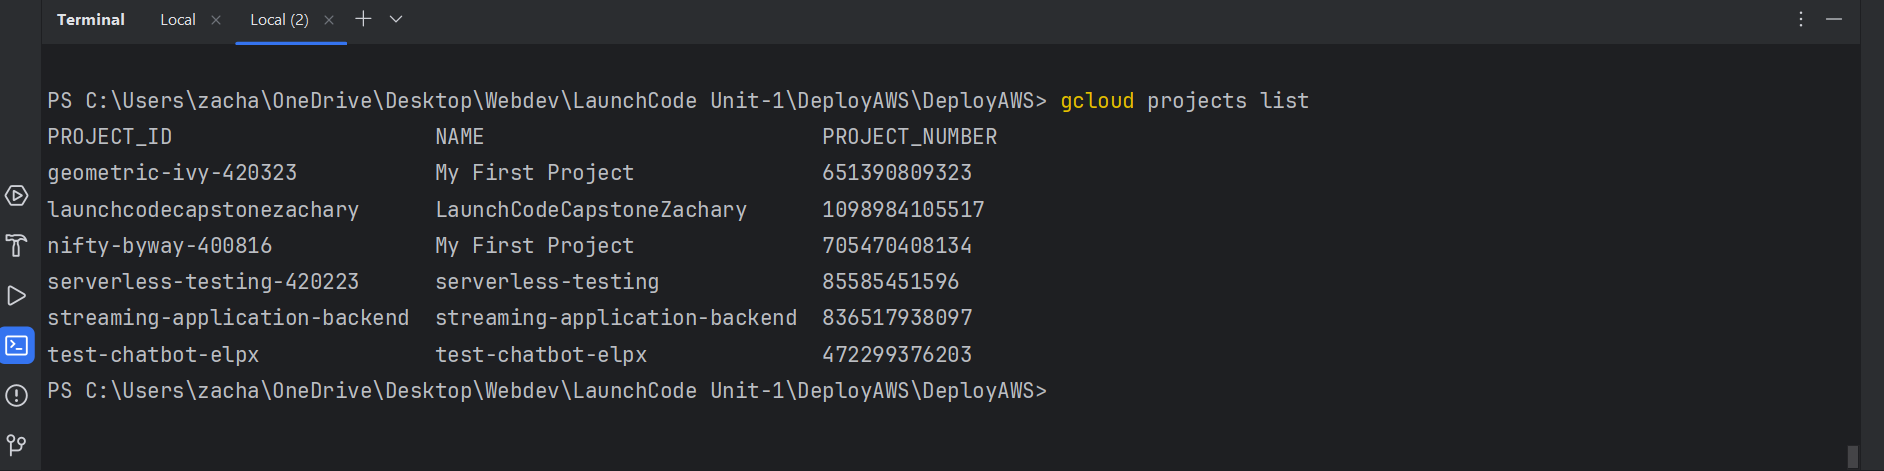 Terminal Local Local (2)
PS C:\Users\zacha\OneDrive\Desktop\Webdev\LaunchCode Unit-1\DeployAWS\DeployAWS> gcloud projects list
PROJECT_ID NAME PROJECT_NUMBER
geometric-ivy-420323 My First Project 651390809323
launchcodecapstonezachary LaunchCodeCapstoneZachary 1098984105517
nifty-byway-400816 My First Project 705470408134
serverless-testing-420223 serverless-testing 85585451596
streaming-application-backend streaming-application-backend 836517938097
test-chatbot-elpx test-chatbot-elpx 472299376203
PS C:\Users\zacha\OneDrive\Desktop\Webdev\LaunchCode Unit-1\DeployAWS\DeployAWS>